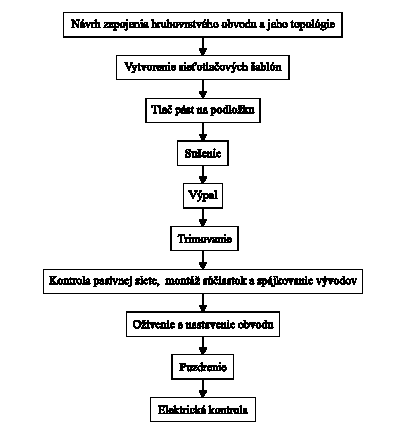 Návrh zapojenia hrubovrstvého obvodu a jeho topológie
Vytvorenie sieťotlačových šablón
Tlač pást na podložku
Sušenie
Výpal
Trimovanie
Kontrola pasívnej siete, montáž súčiastok a spájkovanie vývodov
Oživenie a nastavenie obvodu
Puzdrenie
Elektrická kontrola